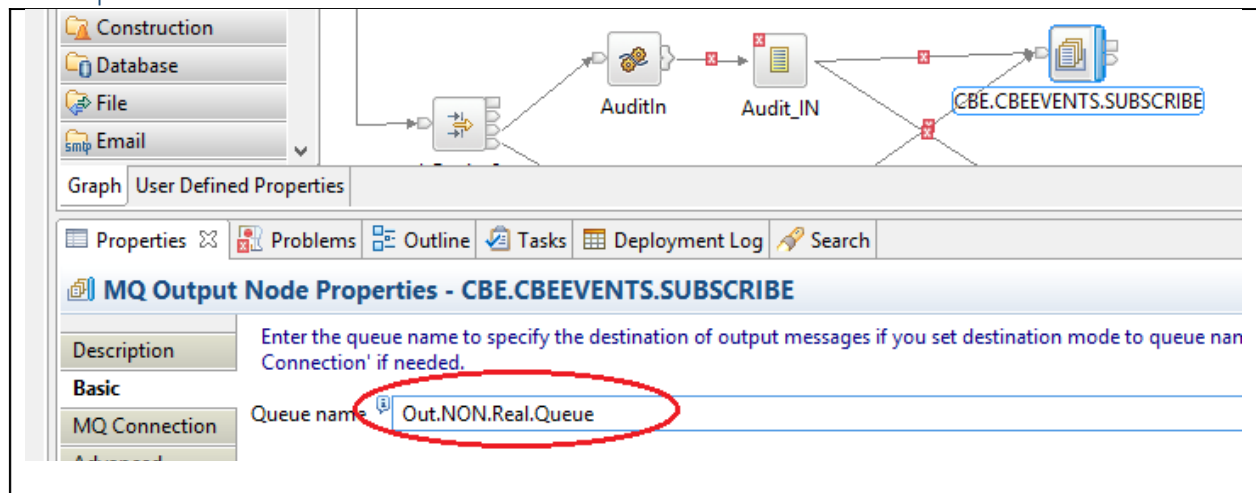 Construction
Database
File
smtp Email
AuditIn
Audit_IN
CBE.CBEEVENTS.SUBSCRIBE
Graph User Defined Properties
Properties Problems Outline Tasks Deployment Log Search
MQ Output Node Properties - CBE.CBEEVENTS.SUBSCRIBE
Description
Enter the queue name to specify the destination of output messages if you set destination mode to queue nam
Connection' if needed.
Basic
Queue name Out.NON.Real.Queue
MQ Connection